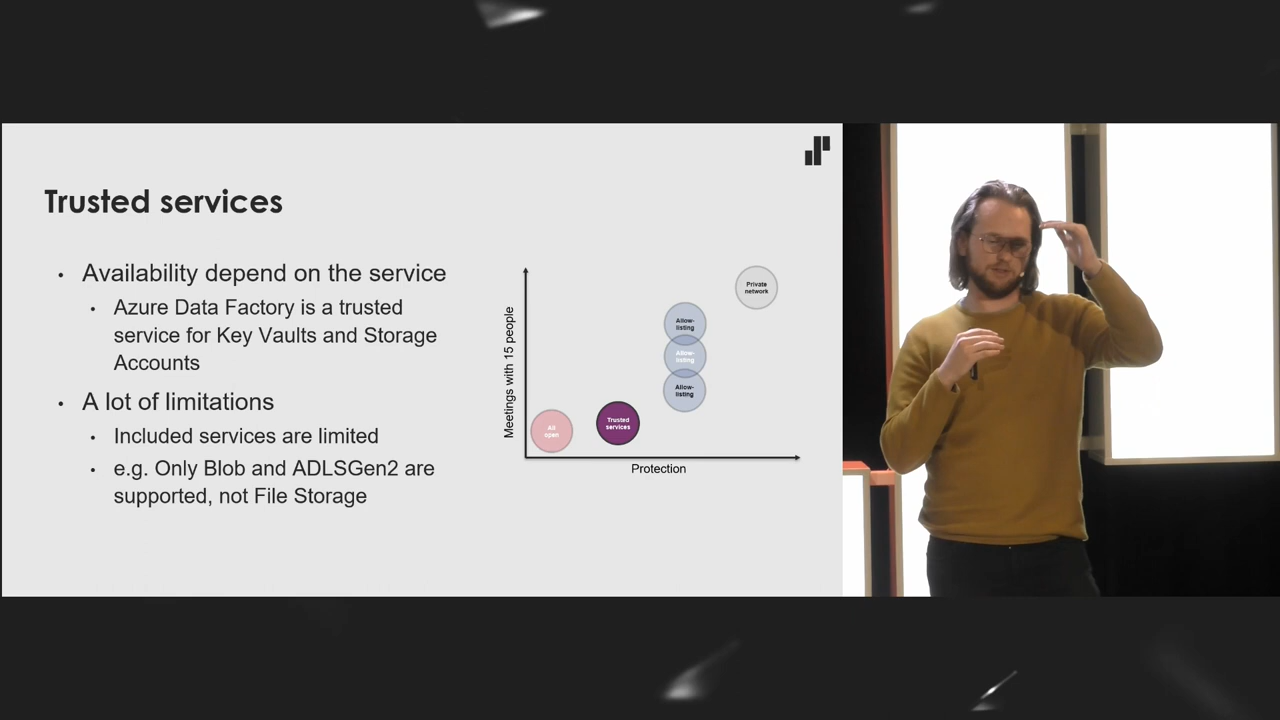 Trusted services
• Availability depend on the service
• Azure Data Factory is a trusted
service for Key Vaults and Storage
Accounts
• A lot of limitations
• Included services are limited
• e.g. Only Blob and ADLSGen2 are
supported, not File Storage
Meetings with 15 people
Private
network
Allow-
listing
Allow-
listing
Allow-
listing
Trusted
services
All
open
Protection